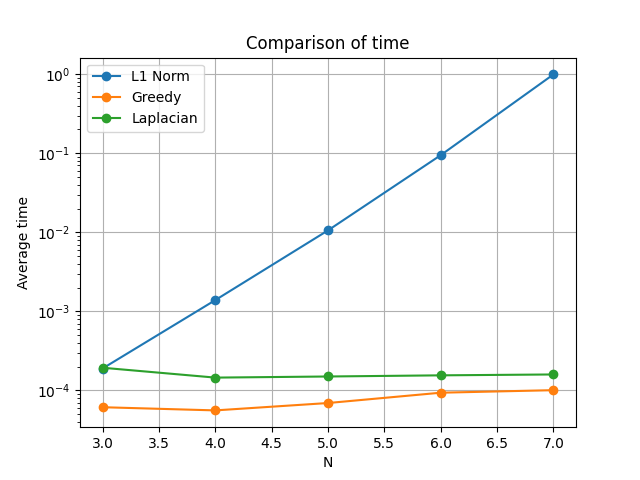 Comparison of time
L1 Norm
Greedy
Laplacian
Average time
10⁰
10⁻¹
10⁻²
10⁻³
10⁻⁴
3.0 3.5 4.0 4.5 5.0 5.5 6.0 6.5 7.0
N